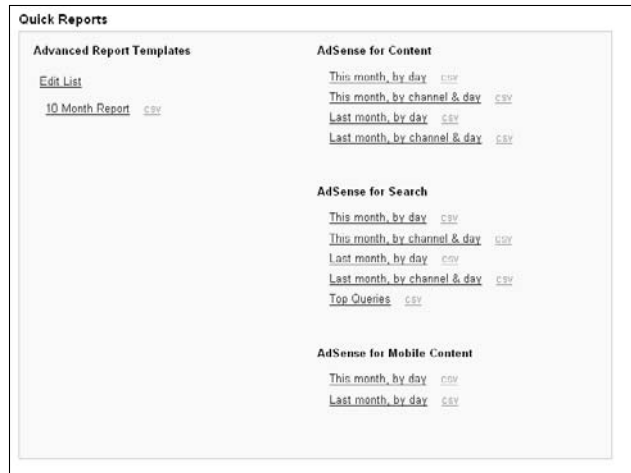 Quick Reports
Advanced Report Templates
Edit List
10 Month Report csv
AdSense for Content
This month, by day csv
This month, by channel & day csv
Last month, by day csv
Last month, by channel & day csv
AdSense for Search
This month, by day csv
This month, by channel & day csv
Last month, by day csv
Last month, by channel & day csv
Top Queries csv
AdSense for Mobile Content
This month, by day csv
Last month, by day csv